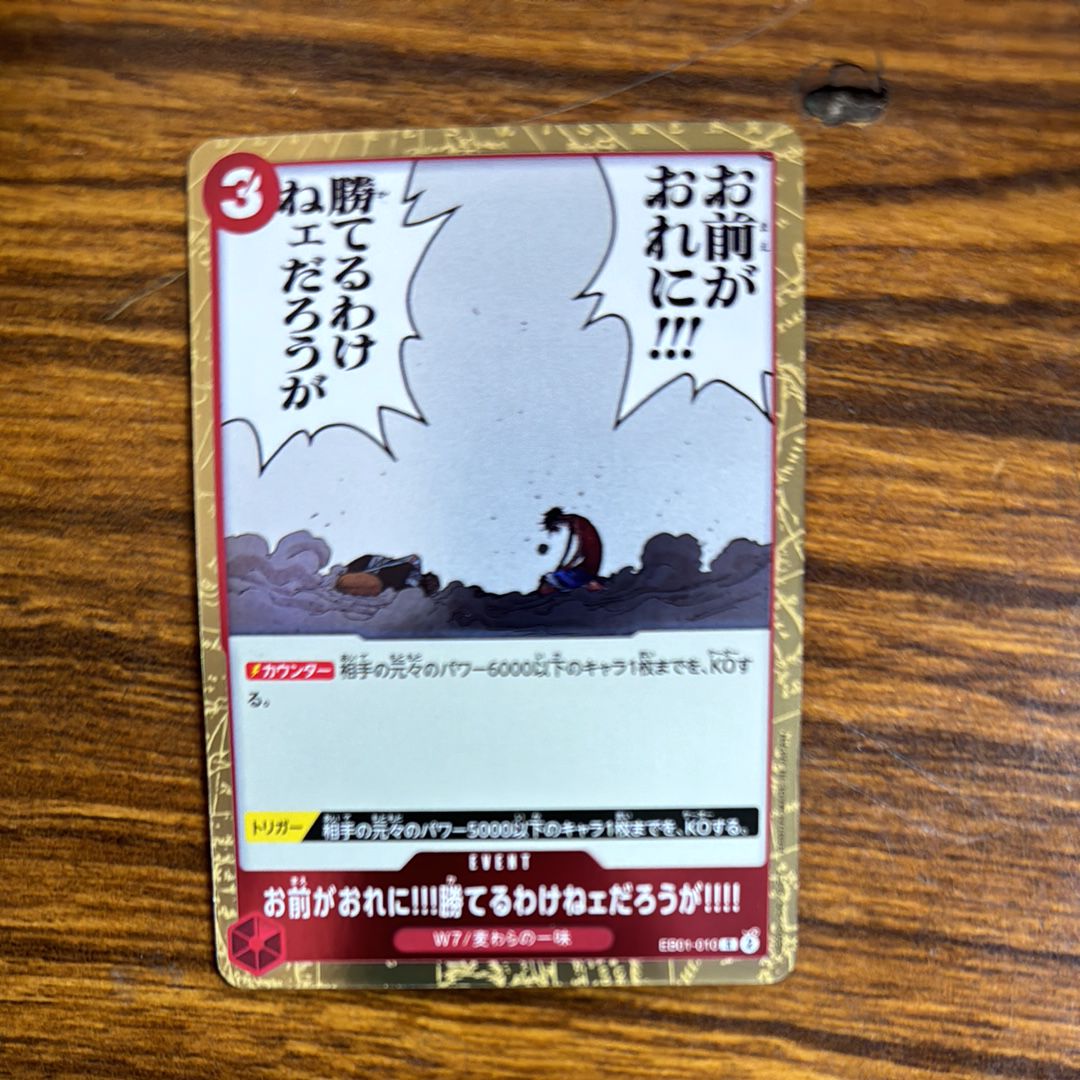 3
お前が
おれに!!!
勝てるわけ
ねェだろうが
カウンター 相手の元々のパワー6000以下のキャラ1枚までを、KOす
る。
トリガー 相手の元々のパワー5000以下のキャラ1枚までを、KOする。
EVENT
お前がおれに!!!勝てるわけねェだろうが!!!!
W7/麦わらの一味
EB01-010